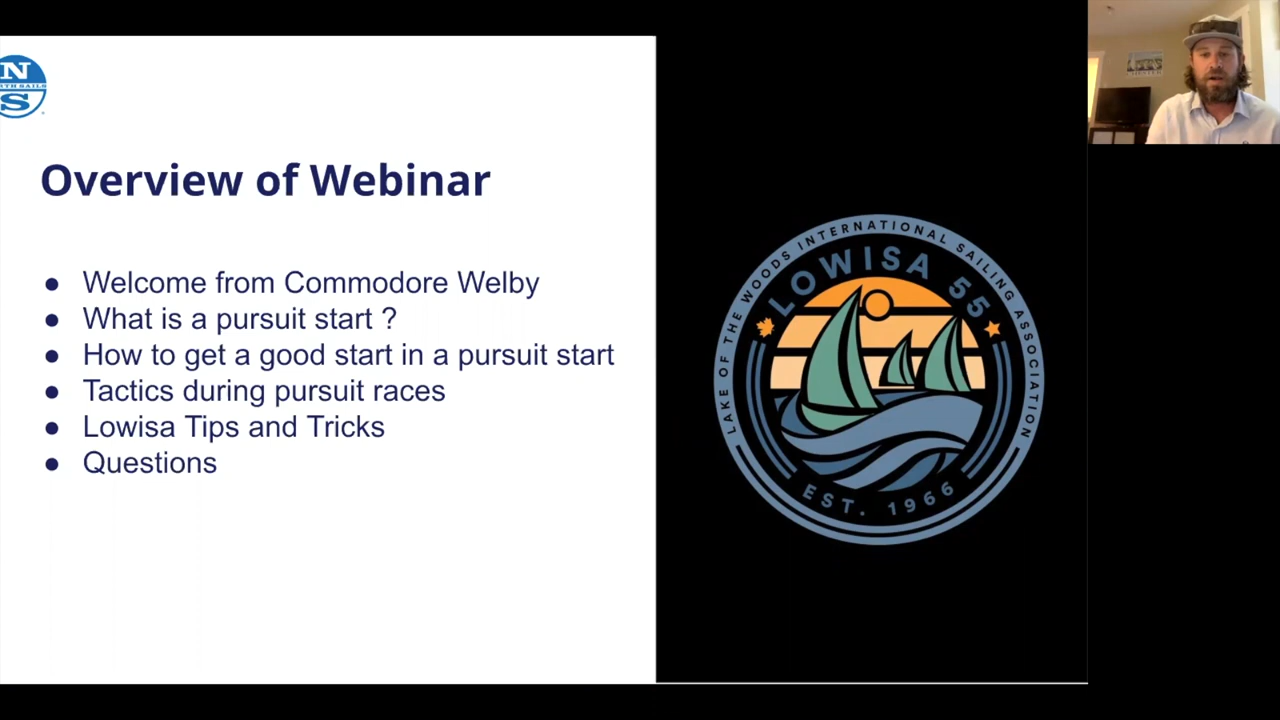 N
RTH SAILS
S
Overview of Webinar
● Welcome from Commodore Welby
● What is a pursuit start ?
● How to get a good start in a pursuit start
● Tactics during pursuit races
● Lowisa Tips and Tricks
● Questions
LAKE OF THE WOODS INTERNATIONAL SAILING ASSOCIATION
LOWISA 55
EST. 1966